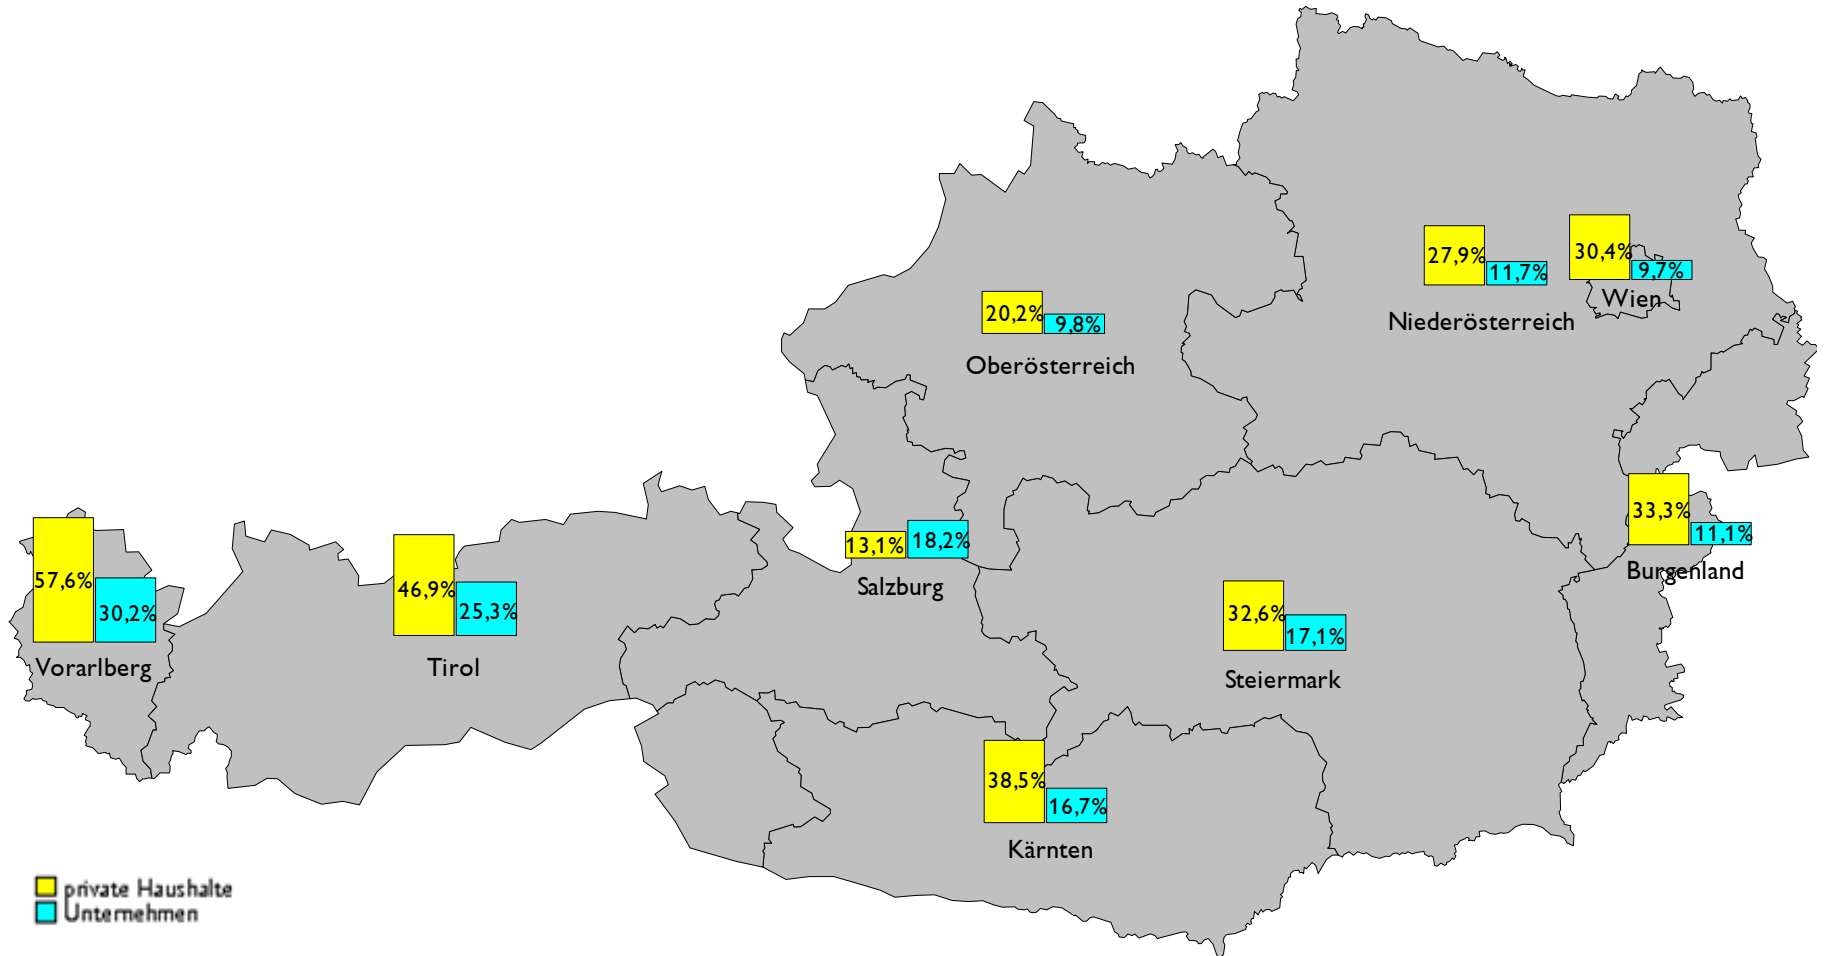 27,9%
11,7%
30,4%
9,7%
Wien
Niederösterreich
20,2%
9,8%
Oberösterreich
33,3%
11,1%
Burgenland
13,1%
18,2%
Salzburg
57,6%
30,2%
Vorarlberg
46,9%
25,3%
Tirol
32,6%
17,1%
Steiermark
38,5%
16,7%
Kärnten
private Haushalte
Unternehmen